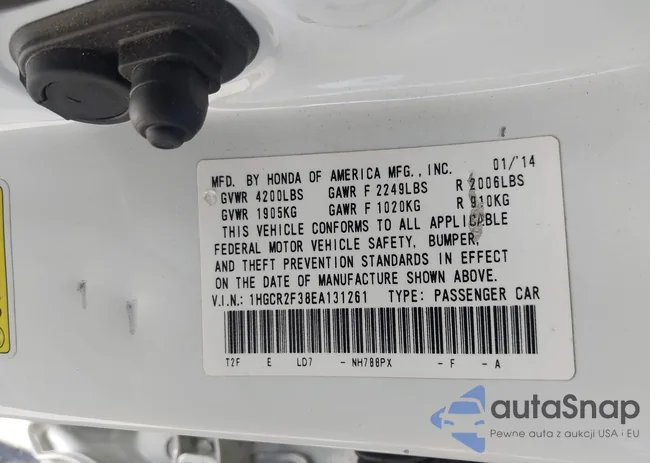 MFD. BY HONDA OF AMERICA MFG., INC. 01/'14
GVWR 4200LBS GAWR F 2249LBS R 2006LBS
GVWR 1905KG GAWR F 1020KG R 910KG
THIS VEHICLE CONFORMS TO ALL APPLICABLE
FEDERAL MOTOR VEHICLE SAFETY, BUMPER,
AND THEFT PREVENTION STANDARDS IN EFFECT
ON THE DATE OF MANUFACTURE SHOWN ABOVE.
V.I.N.: 1HGCR2F38EA131261 TYPE: PASSENGER CAR
T2F E LD7 - NH788PX - F - A
autaSnap
Pewne auta z aukcji USA i EU